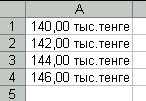 A
1 140,00 тыс.тенге
2 142,00 тыс.тенге
3 144,00 тыс.тенге
4 146,00 тыс.тенге
5